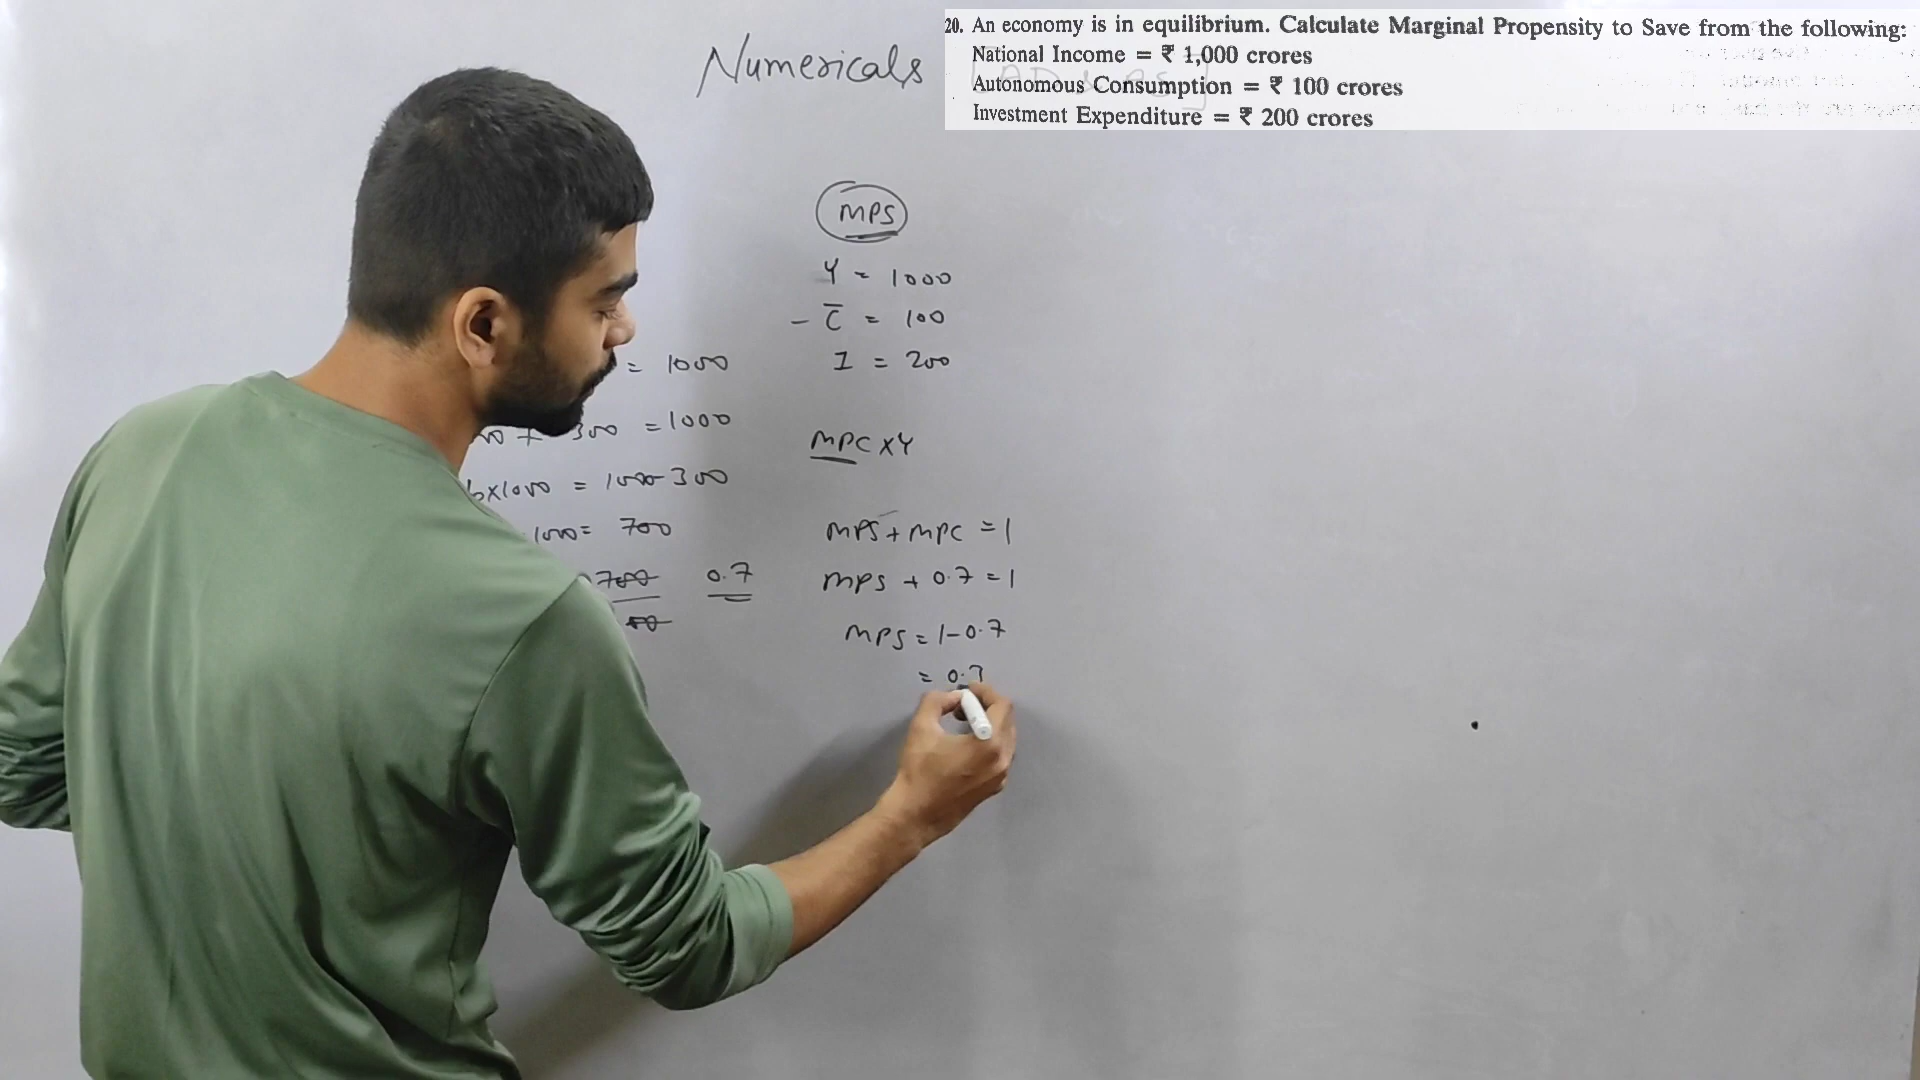 20. An economy is in equilibrium. Calculate Marginal Propensity to Save from the following:
National Income = ₹ 1,000 crores
Autonomous Consumption = ₹ 100 crores
Investment Expenditure = ₹ 200 crores
Numericals
= 1000
+ 300 = 1000
x1000 = 1000-300
= 700
700 0.7
MPS
Y = 1000
- C̅ = 100
I = 200
MPC x Y
MPS + MPC = 1
MPS + 0.7 = 1
MPS = 1-0.7
= 0.3